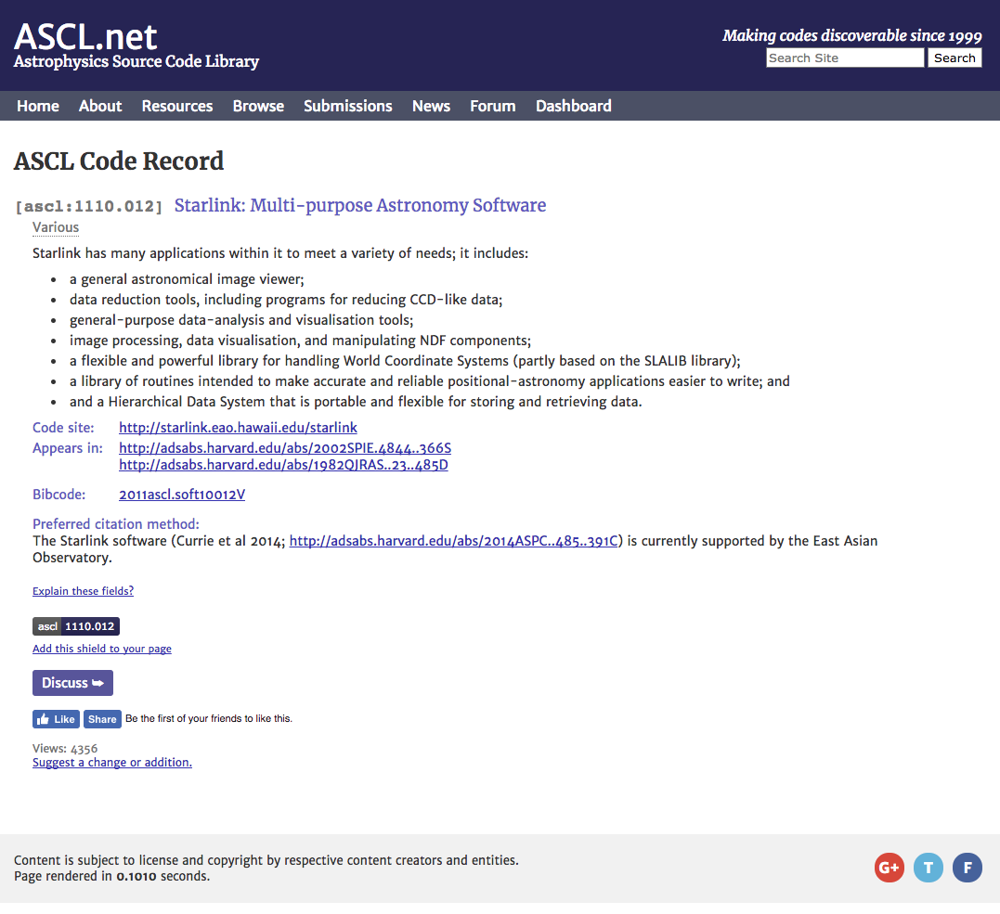 ASCL.net
Astrophysics Source Code Library
Making codes discoverable since 1999
Search Site Search
Home About Resources Browse Submissions News Forum Dashboard
ASCL Code Record
[ascl:1110.012] Starlink: Multi-purpose Astronomy Software
Various
Starlink has many applications within it to meet a variety of needs; it includes:
• a general astronomical image viewer;
• data reduction tools, including programs for reducing CCD-like data;
• general-purpose data-analysis and visualisation tools;
• image processing, data visualisation, and manipulating NDF components;
• a flexible and powerful library for handling World Coordinate Systems (partly based on the SLALIB library);
• a library of routines intended to make accurate and reliable positional-astronomy applications easier to write; and
• and a Hierarchical Data System that is portable and flexible for storing and retrieving data.
Code site: http://starlink.eao.hawaii.edu/starlink
Appears in: http://adsabs.harvard.edu/abs/2002SPIE.4844..366S
http://adsabs.harvard.edu/abs/1982QJRAS..23..485D
Bibcode: 2011ascl.soft10012V
Preferred citation method:
The Starlink software (Currie et al 2014; http://adsabs.harvard.edu/abs/2014ASPC..485..391C) is currently supported by the East Asian
Observatory.
Explain these fields?
ascl 1110.012
Add this shield to your page
Discuss
Like Share Be the first of your friends to like this.
Views: 4356
Suggest a change or addition.
Content is subject to license and copyright by respective content creators and entities.
Page rendered in 0.1010 seconds.
G+ T F